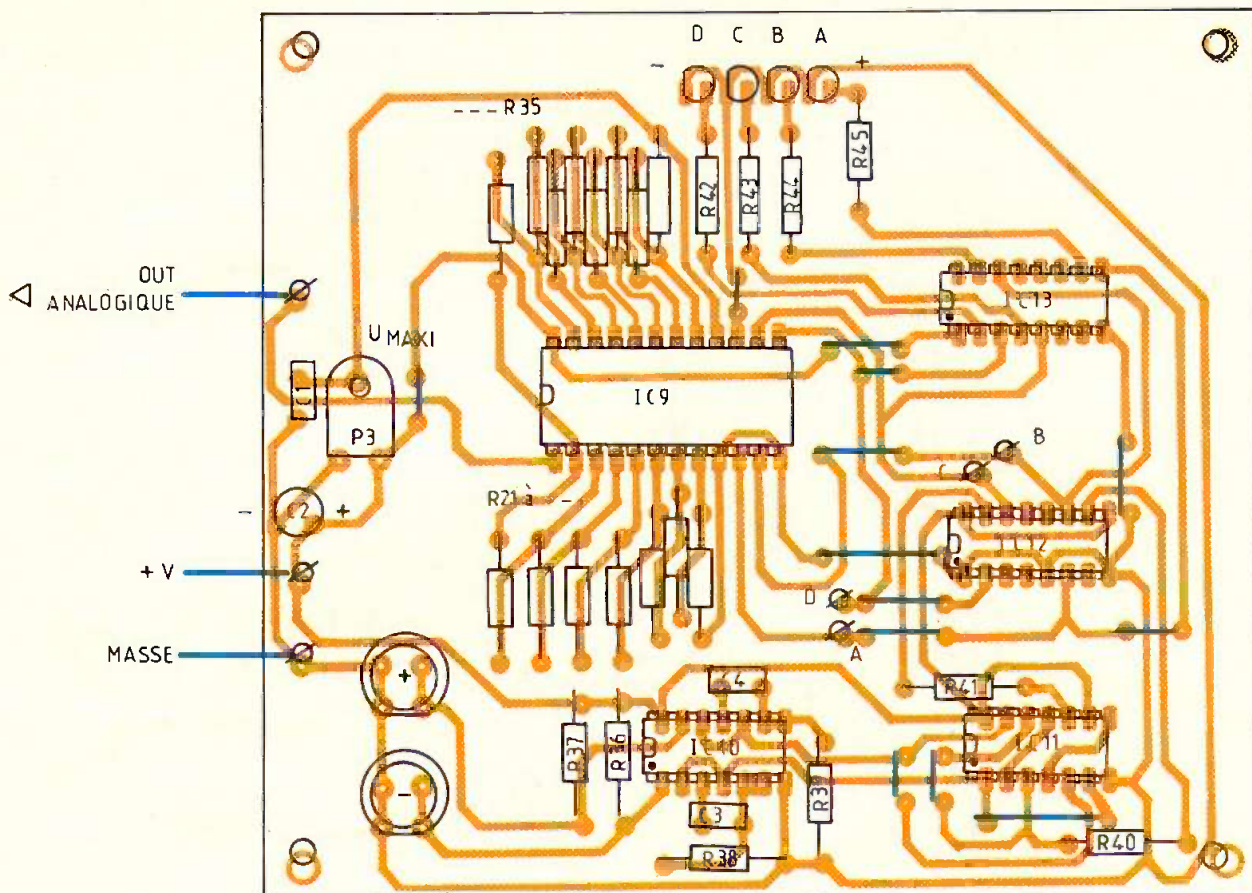 D C B A
- +
--- R35
R42
R43
R44
R45
OUT
ANALOGIQUE
U MAXI
IC13
C1
IC9
P3
B
C
R21 à --
- C2 +
IC12
+ V
D
MASSE
A
+
C4
R41
R37
R36
IC10
IC11
-
R39
C3
R38
R40